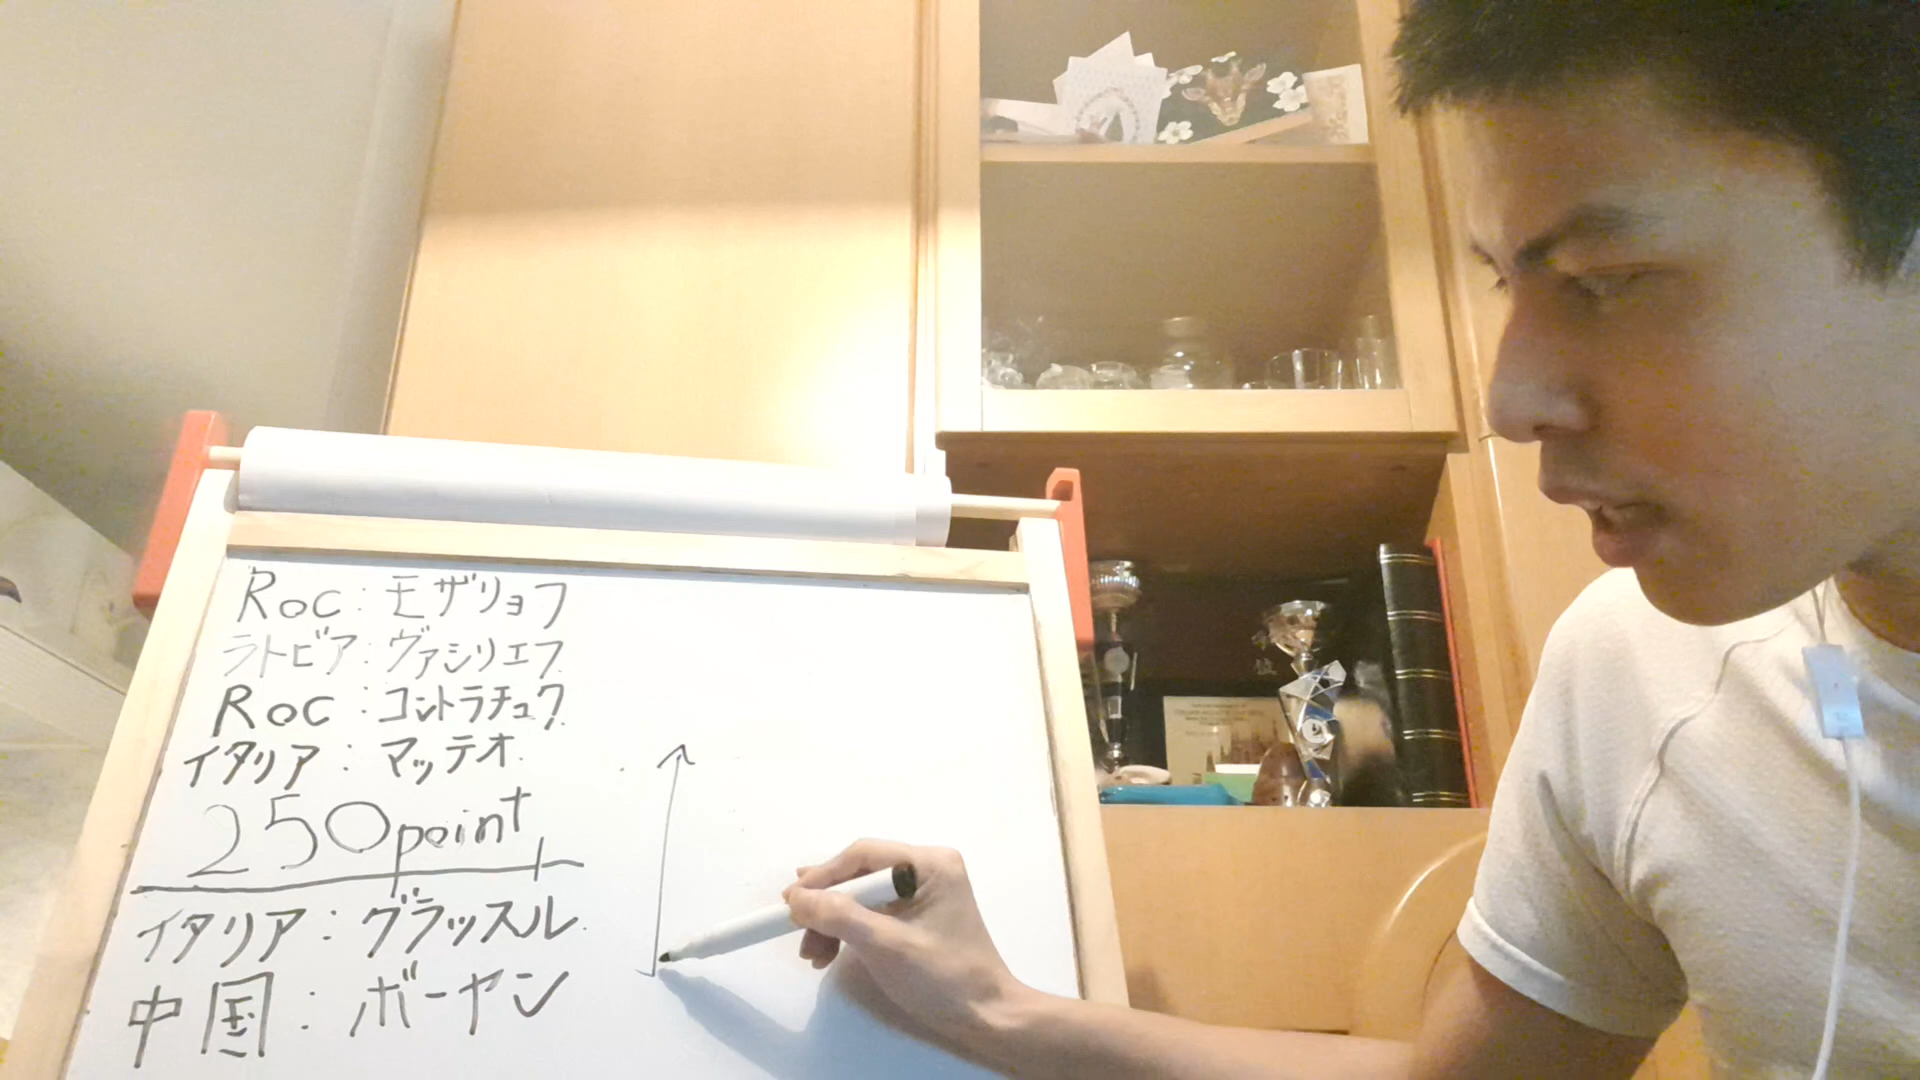 ROC：モザリョフ
ラトビア：ヴァシリエフ
ROC：コントラチュク
イタリア：マッテオ
250point
イタリア：グラッスル
中国：ボーヤン